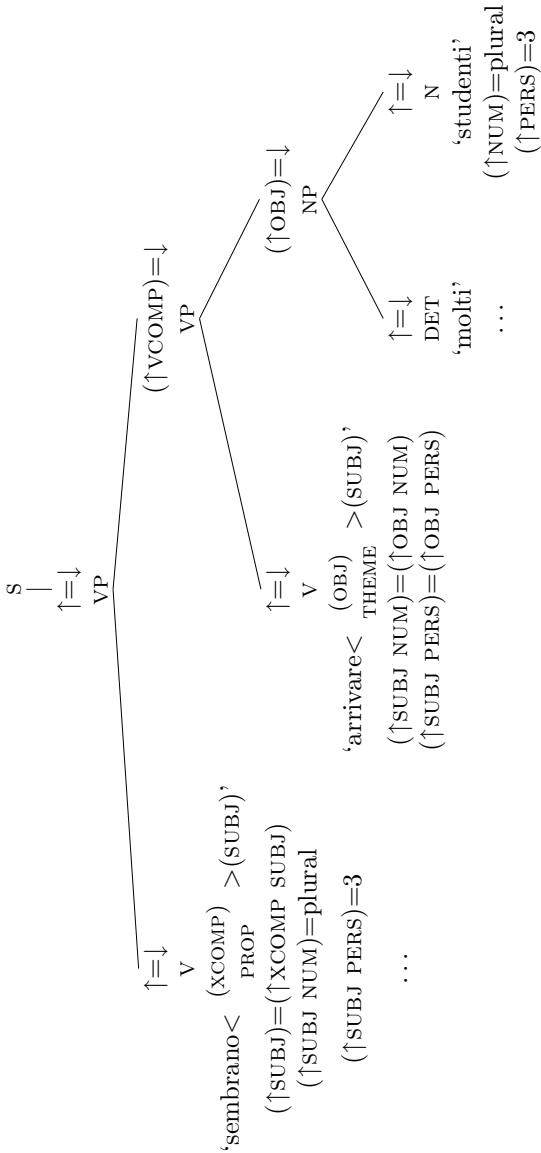 S
↑=↓
VP
↑=↓
V
‘sembrano< (XCOMP) >(SUBJ)’
PROP
(↑SUBJ)=(↑XCOMP SUBJ)
(↑SUBJ NUM)=plural
(↑SUBJ PERS)=3
...
(↑VCOMP)=↓
VP
↑=↓
V
‘arrivare< (OBJ) >(SUBJ)’
THEME
(↑SUBJ NUM)=(↑OBJ NUM)
(↑SUBJ PERS)=(↑OBJ PERS)
(↑OBJ)=↓
NP
↑=↓
DET
‘molti’
...
↑=↓
N
‘studenti’
(↑NUM)=plural
(↑PERS)=3